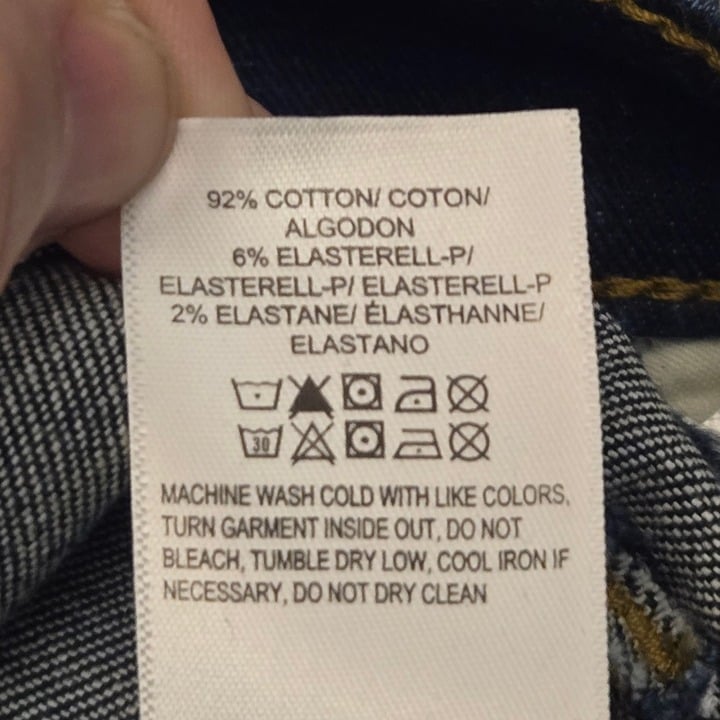 92% COTTON/ COTON/
ALGODON
6% ELASTERELL-P/
ELASTERELL-P/ ELASTERELL-P
2% ELASTANE/ ÉLASTHANNE/
ELASTANO
30
MACHINE WASH COLD WITH LIKE COLORS,
TURN GARMENT INSIDE OUT, DO NOT
BLEACH, TUMBLE DRY LOW, COOL IRON IF
NECESSARY, DO NOT DRY CLEAN